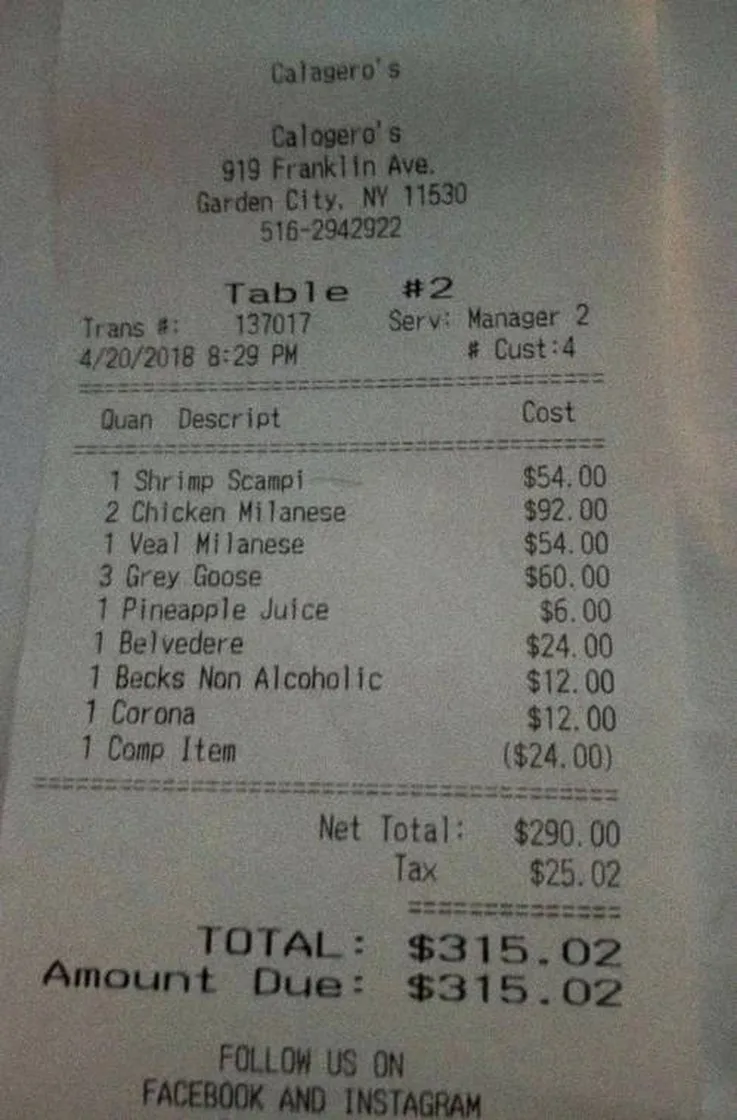 Calagero's
Calogero's
919 Franklin Ave.
Garden City, NY 11530
516-2942922
Table #2
Trans #: 137017 Serv: Manager 2
4/20/2018 8:29 PM # Cust:4
==============================
Quan Descript Cost
==============================
1 Shrimp Scampi $54.00
2 Chicken Milanese $92.00
1 Veal Milanese $54.00
3 Grey Goose $60.00
1 Pineapple Juice $6.00
1 Belvedere $24.00
1 Becks Non Alcoholic $12.00
1 Corona $12.00
1 Comp Item ($24.00)
==============================
Net Total: $290.00
Tax $25.02
=============
TOTAL: $315.02
Amount Due: $315.02
FOLLOW US ON
FACEBOOK AND INSTAGRAM